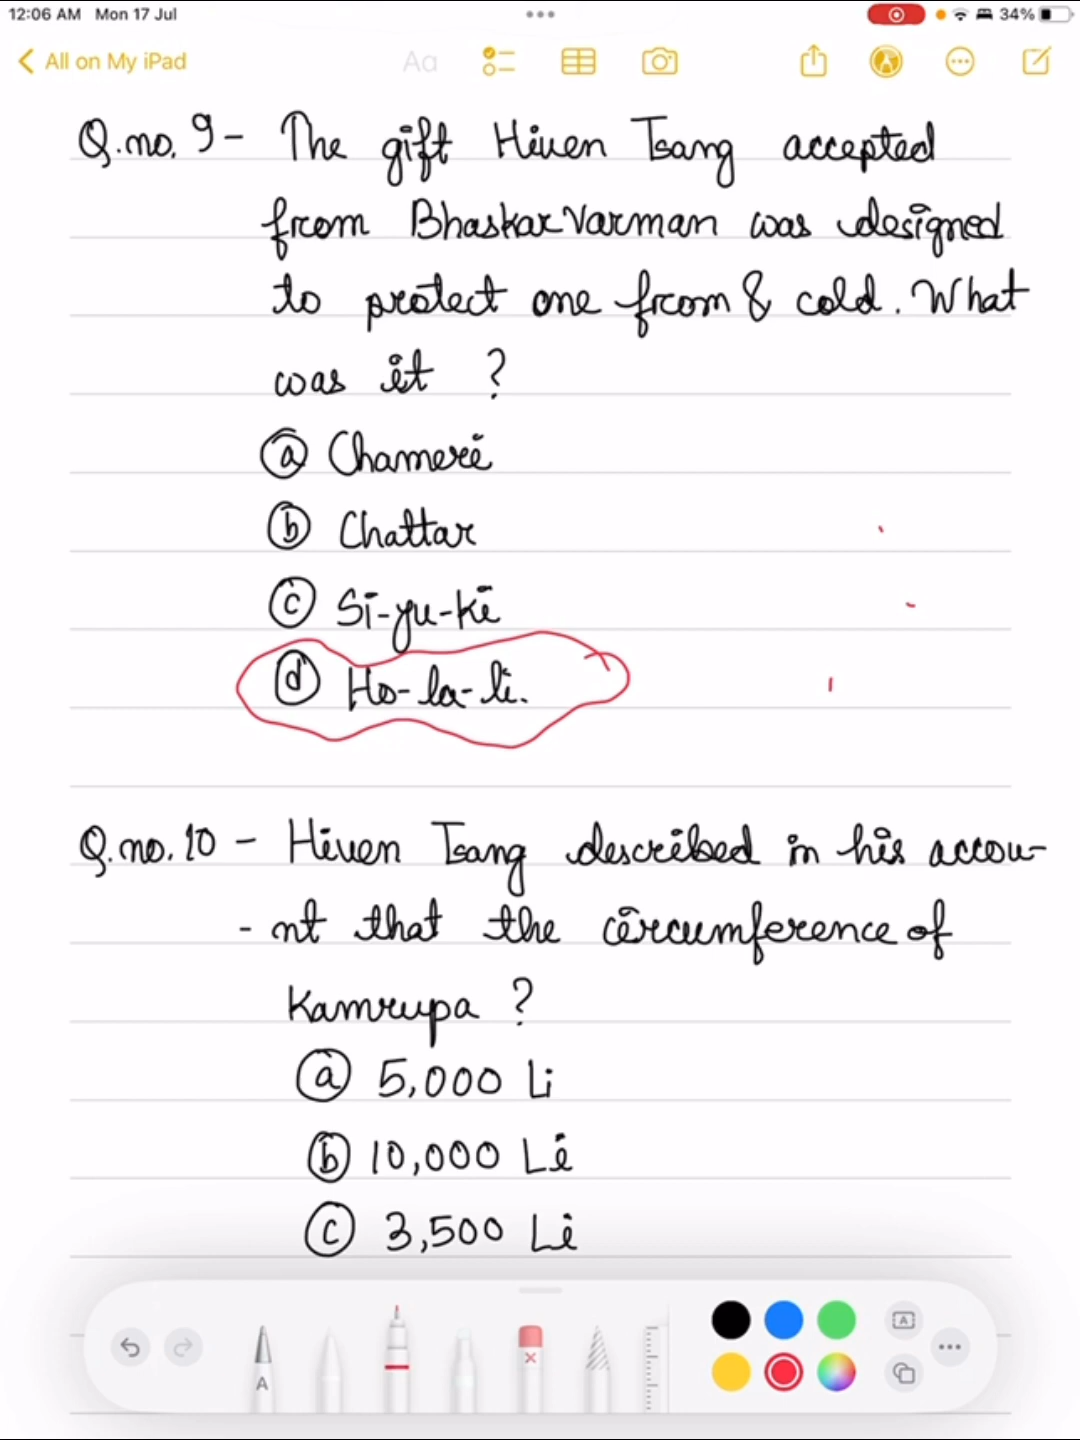 12:06 AM Mon 17 Jul
34%
All on My iPad
Aa
Q.no. 9 - The gift Hiuen Tsang accepted
from Bhaskar Varman was designed
to protect one from & cold. What
was it ?
(a) Chameri
(b) Chattar
(c) Si-yu-ki
(d) Ho-la-li.
Q.no. 10 - Hiuen Tsang described in his accou-
- nt that the circumference of
Kamrupa ?
(a) 5,000 Li
(b) 10,000 Li
(c) 3,500 Li
A
A